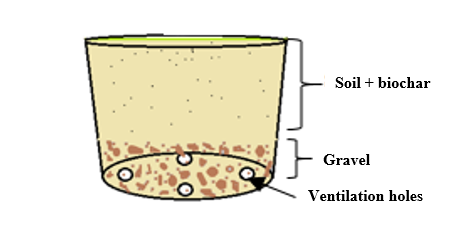 Soil + biochar
Gravel
Ventilation holes